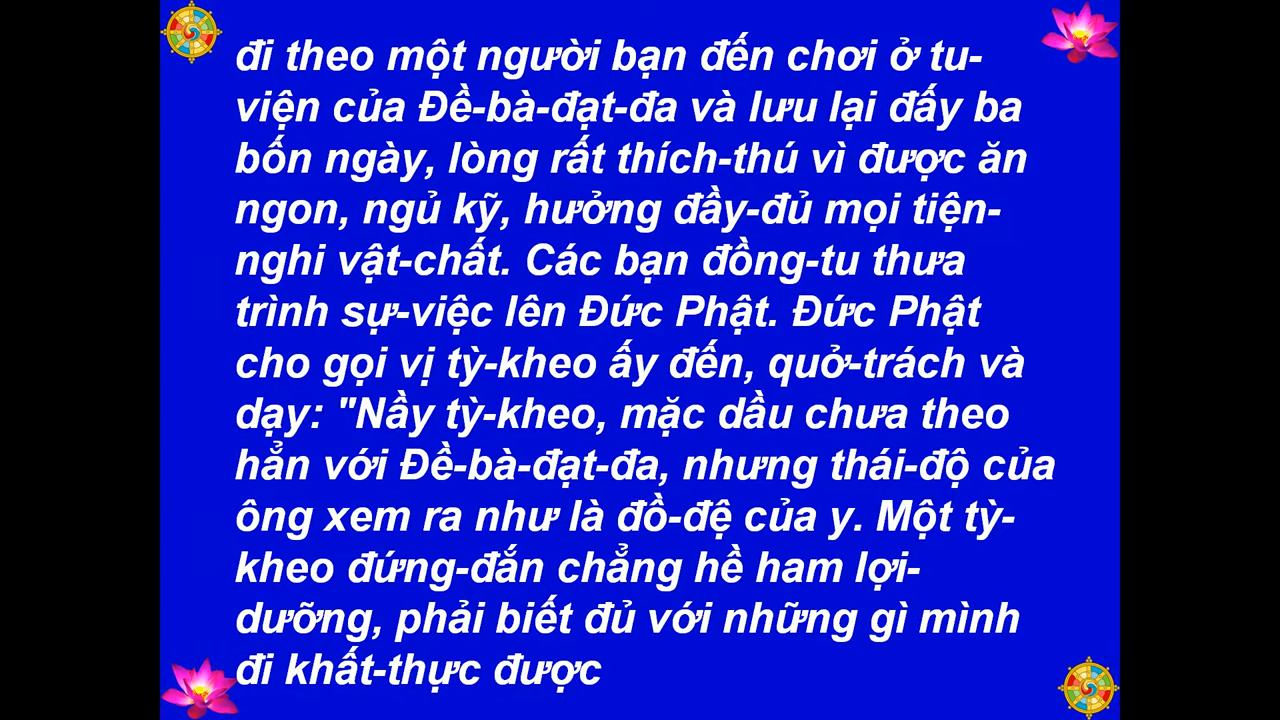 đi theo một người bạn đến chơi ở tu-
viện của Đề-bà-đạt-đa và lưu lại đấy ba
bốn ngày, lòng rất thích-thú vì được ăn
ngon, ngủ kỹ, hưởng đầy-đủ mọi tiện-
nghi vật-chất. Các bạn đồng-tu thưa
trình sự-việc lên Đức Phật. Đức Phật
cho gọi vị tỳ-kheo ấy đến, quở-trách và
dạy: "Nầy tỳ-kheo, mặc dầu chưa theo
hẳn với Đề-bà-đạt-đa, nhưng thái-độ của
ông xem ra như là đồ-đệ của y. Một tỳ-
kheo đứng-đắn chẳng hề ham lợi-
dưỡng, phải biết đủ với những gì mình
đi khất-thực được